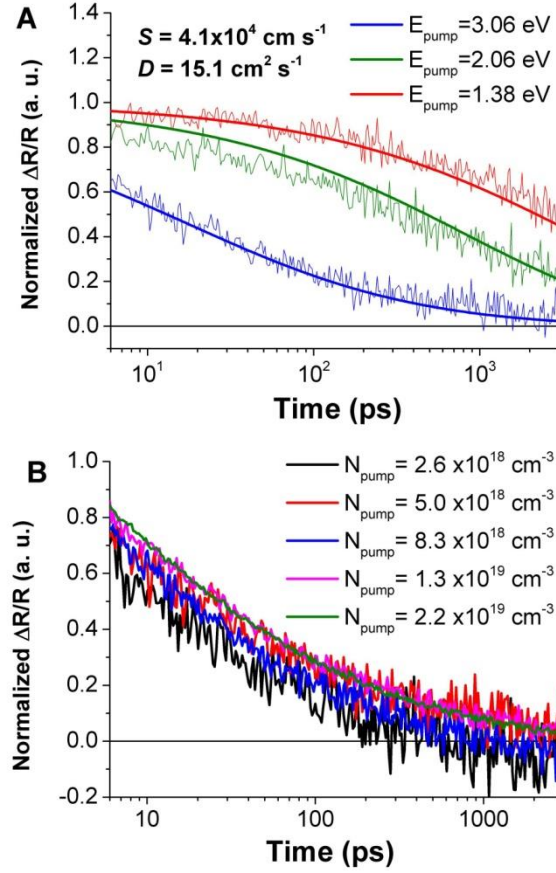 A
S = 4.1x10⁴ cm s⁻¹
D = 15.1 cm² s⁻¹
E_pump=3.06 eV
E_pump=2.06 eV
E_pump=1.38 eV
Normalized ΔR/R (a. u.)
1.4
1.2
1.0
0.8
0.6
0.4
0.2
0.0
10¹
10²
10³
Time (ps)
B
N_pump= 2.6 x10¹⁸ cm⁻³
N_pump= 5.0 x10¹⁸ cm⁻³
N_pump= 8.3 x10¹⁸ cm⁻³
N_pump= 1.3 x10¹⁹ cm⁻³
N_pump= 2.2 x10¹⁹ cm⁻³
Normalized ΔR/R (a. u.)
1.0
0.8
0.6
0.4
0.2
0.0
-0.2
10
100
1000
Time (ps)